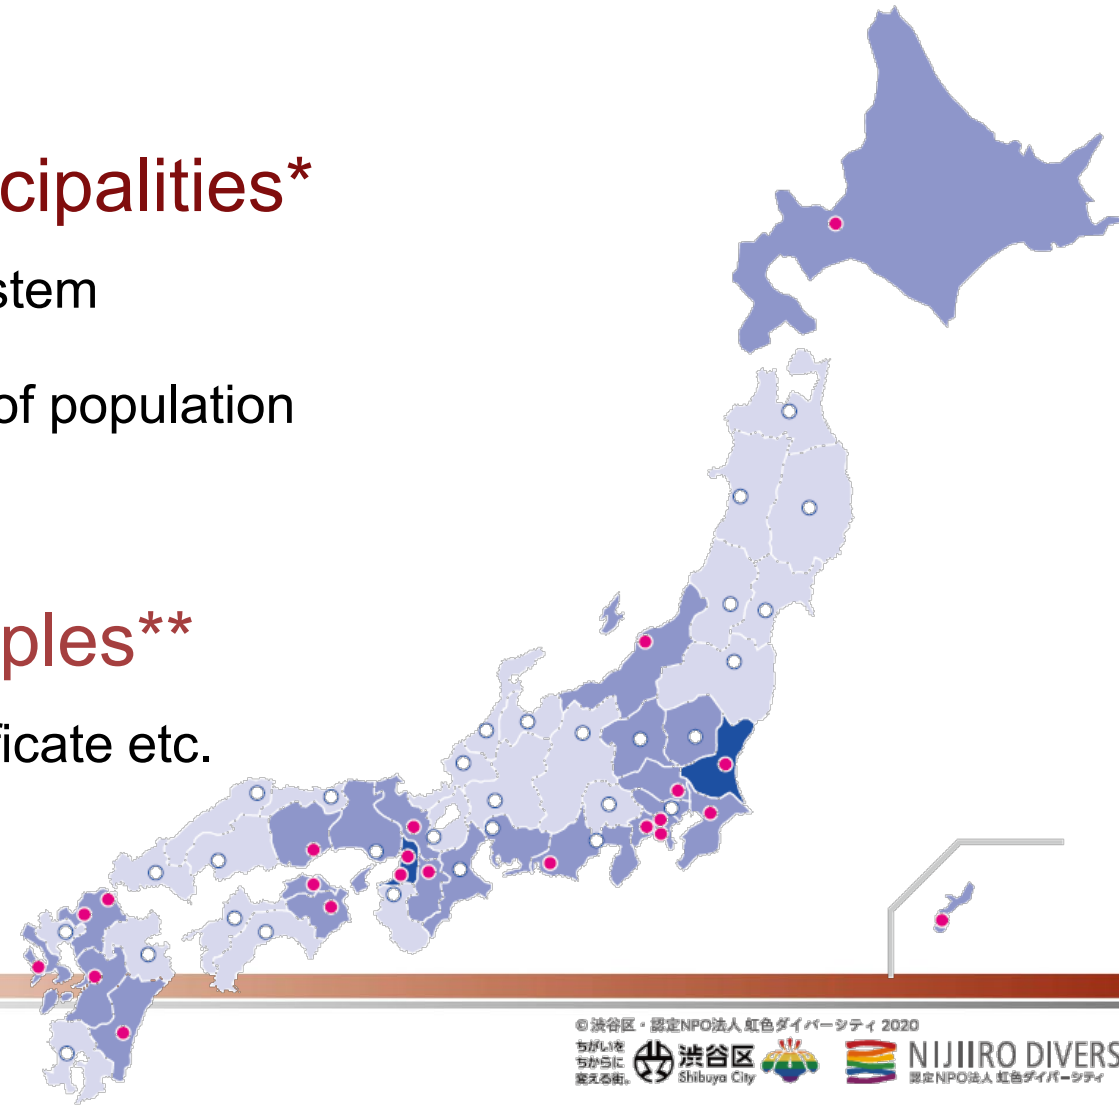 cipalities*
stem
of population
ples**
ficate etc.
©渋谷区・認定NPO法人 虹色ダイバーシティ 2020
ちがいを
ちからに
変える街。
渋谷区
Shibuya City
NIJIIRO DIVERS
認定NPO法人 虹色ダイバーシティ